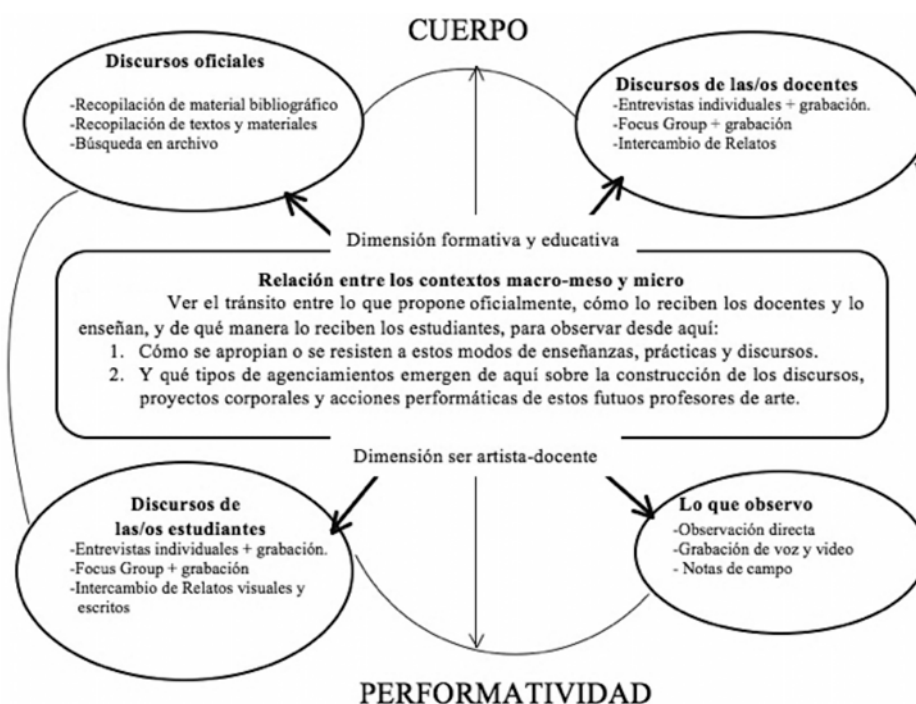 CUERPO
Discursos oficiales
-Recopilación de material bibliográfico
-Recopilación de textos y materiales
-Búsqueda en archivo
Discursos de las/os docentes
-Entrevistas individuales + grabación.
-Focus Group + grabación
-Intercambio de Relatos
Dimensión formativa y educativa
Relación entre los contextos macro-meso y micro
Ver el tránsito entre lo que propone oficialmente, cómo lo reciben los docentes y lo
enseñan, y de qué manera lo reciben los estudiantes, para observar desde aquí:
1. Cómo se apropian o se resisten a estos modos de enseñanzas, prácticas y discursos.
2. Y qué tipos de agenciamientos emergen de aquí sobre la construcción de los discursos,
proyectos corporales y acciones performáticas de estos futuos profesores de arte.
Dimensión ser artista-docente
Discursos de
las/os estudiantes
-Entrevistas individuales + grabación.
-Focus Group + grabación
-Intercambio de Relatos visuales y
escritos
Lo que observo
-Observación directa
-Grabación de voz y video
- Notas de campo
PERFORMATIVIDAD